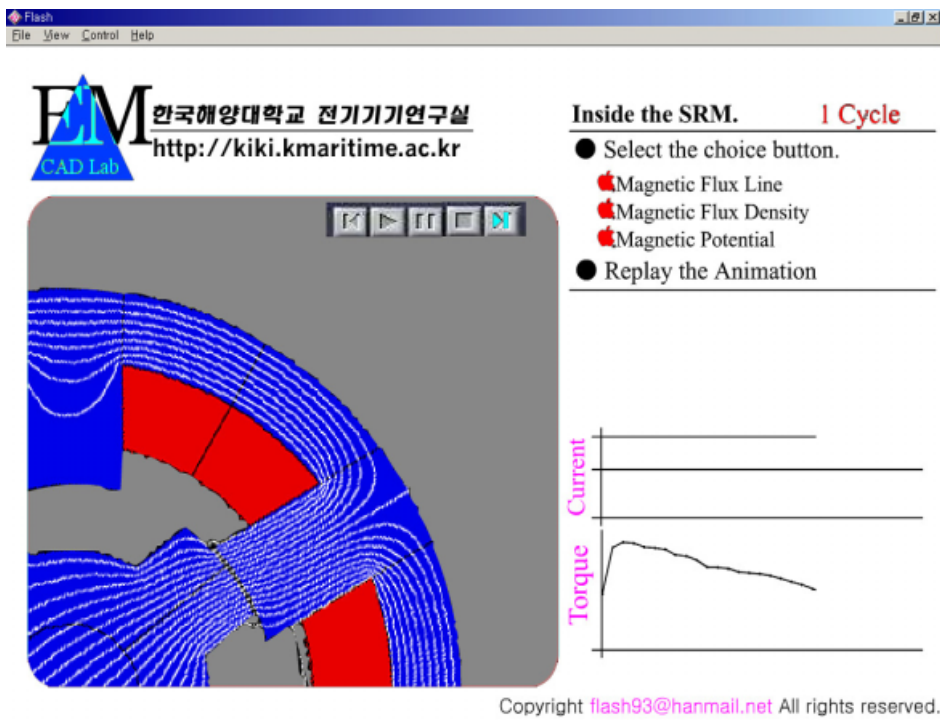 Flash
File View Control Help
EM
CAD Lab
한국해양대학교 전기기기연구실
http://kiki.kmaritime.ac.kr
Inside the SRM. 1 Cycle
● Select the choice button.
Magnetic Flux Line
Magnetic Flux Density
Magnetic Potential
● Replay the Animation
Current
Torque
Copyright flash93@hanmail.net All rights reserved.